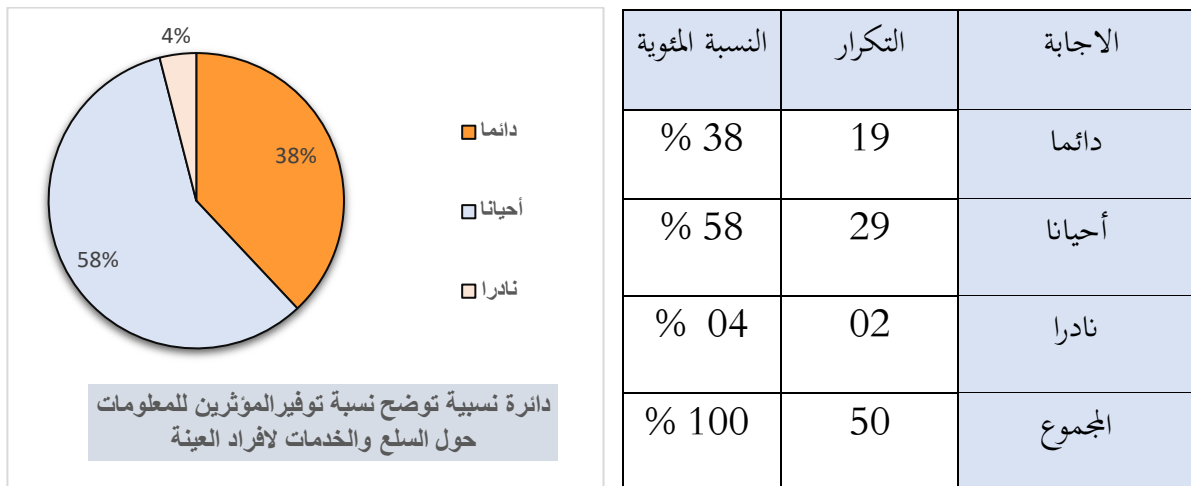 الاجابة التكرار النسبة المئوية
دائما 19 38 %
أحيانا 29 58 %
نادرا 02 04 %
المجموع 50 100 %
4%
38%
58%
دائما
أحيانا
نادرا
دائرة نسبية توضح نسبة توفيرالمؤثرين للمعلومات
حول السلع والخدمات لافراد العينة